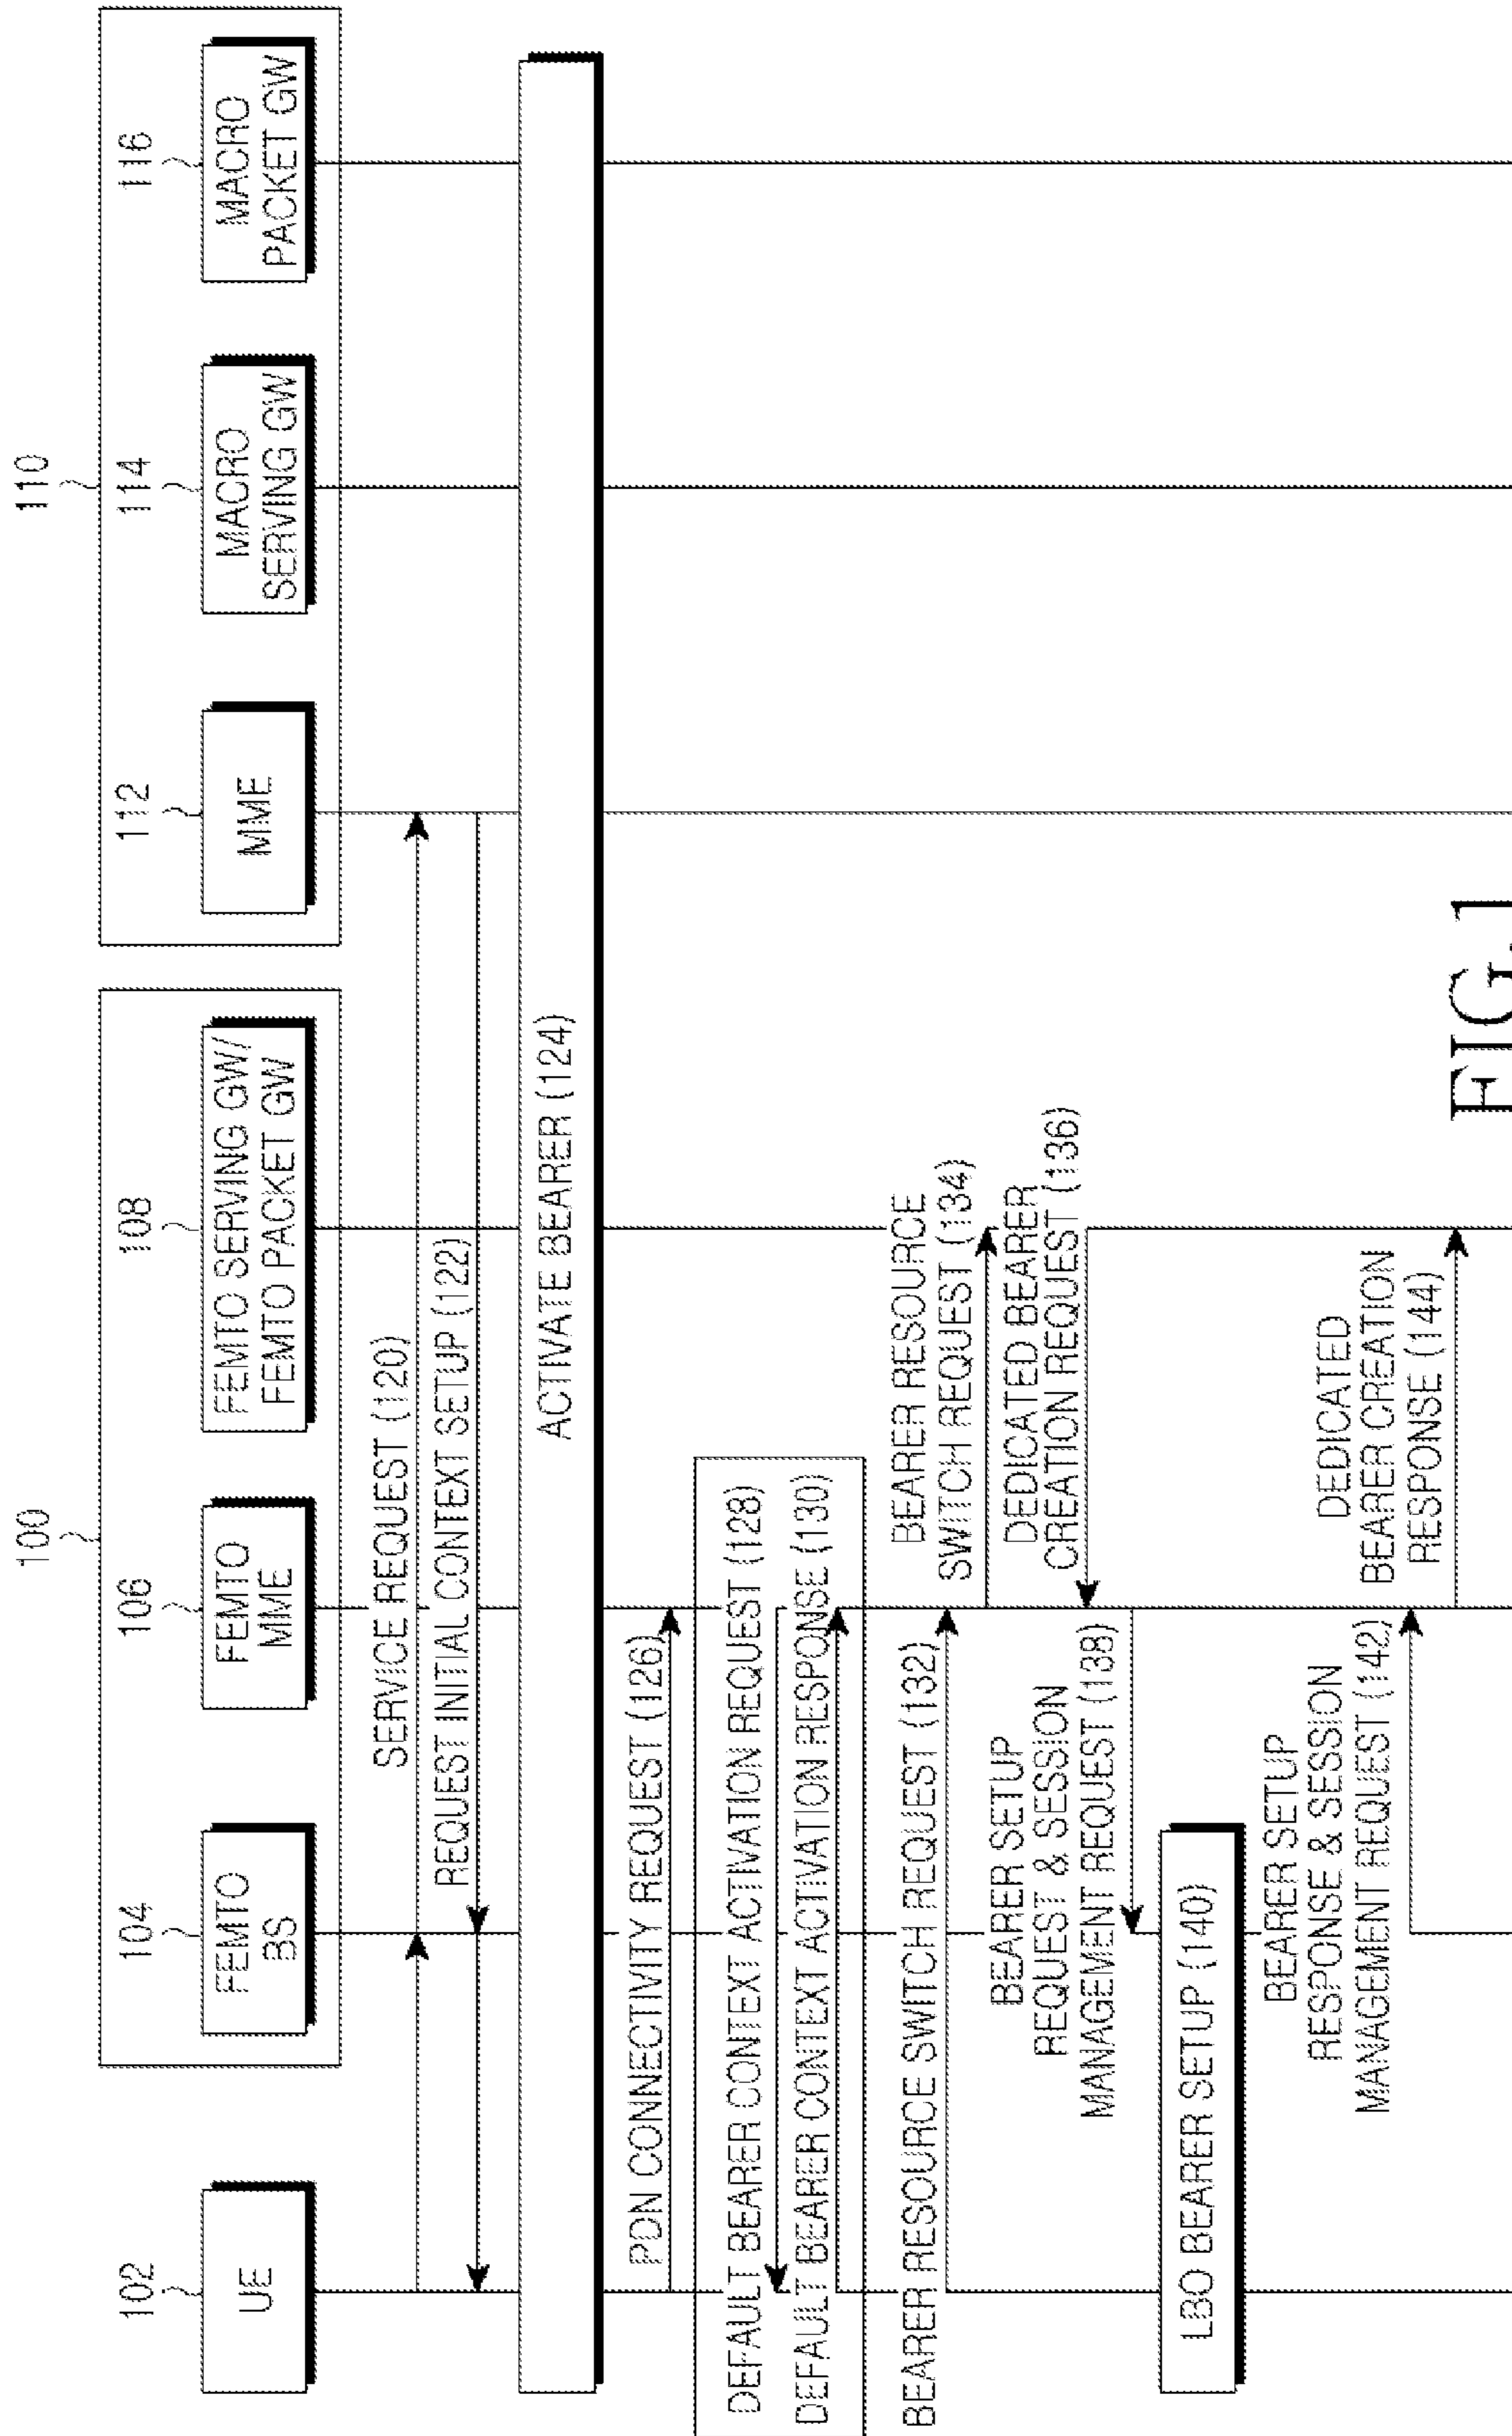 100
110
102
104
106
108
112
114
116
UE
FEMTO
BS
FEMTO
MME
FEMTO SERVING GW/
FEMTO PACKET GW
MME
MACRO
SERVING GW
MACRO
PACKET GW
SERVICE REQUEST (120)
REQUEST INITIAL CONTEXT SETUP (122)
ACTIVATE BEARER (124)
PDN CONNECTIVITY REQUEST (126)
DEFAULT BEARER CONTEXT ACTIVATION REQUEST (128)
DEFAULT BEARER CONTEXT ACTIVATION RESPONSE (130)
BEARER RESOURCE SWITCH REQUEST (132)
BEARER RESOURCE
SWITCH REQUEST (134)
DEDICATED BEARER
CREATION REQUEST (136)
BEARER SETUP
REQUEST & SESSION
MANAGEMENT REQUEST (138)
LBO BEARER SETUP (140)
BEARER SETUP
RESPONSE & SESSION
MANAGEMENT REQUEST (142)
DEDICATED
BEARER CREATION
RESPONSE (144)
FIG.1